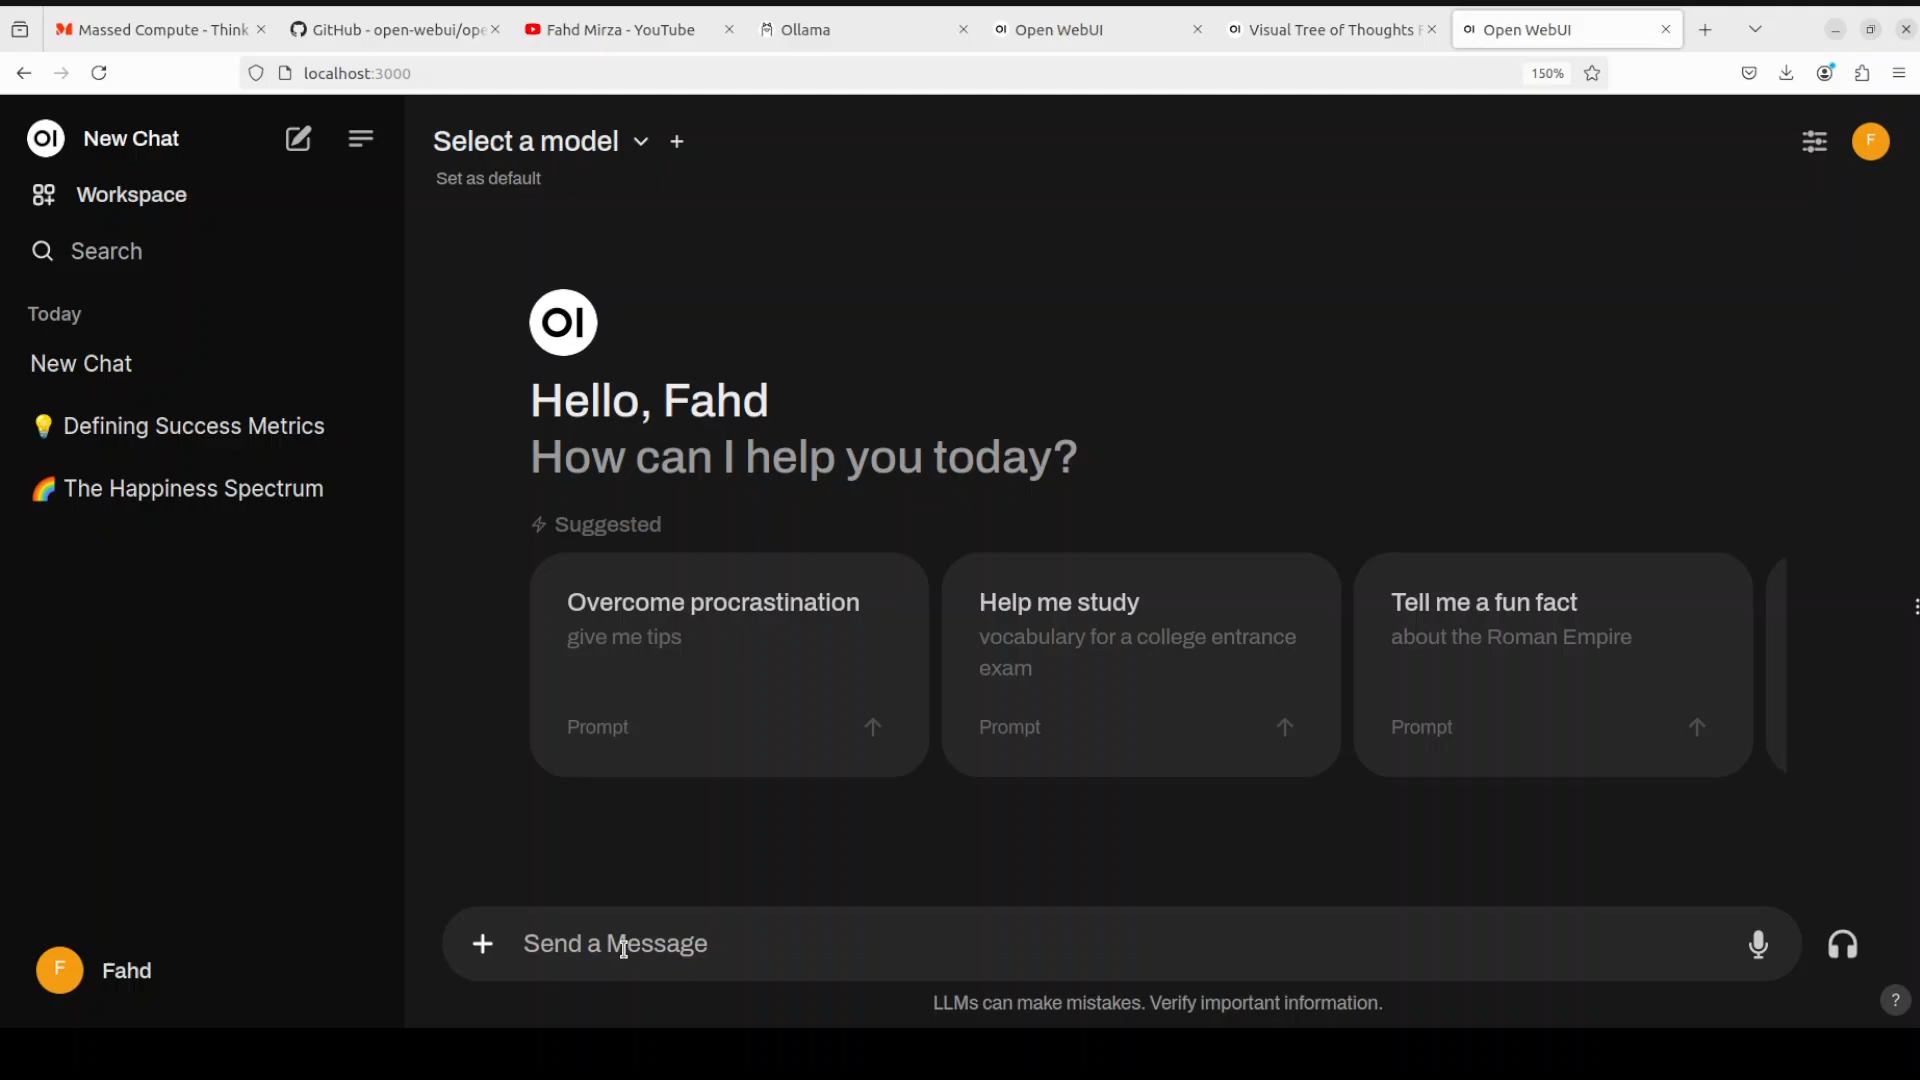 Massed Compute - Think
GitHub - open-webui/ope
Fahd Mirza - YouTube
Ollama
Open WebUI
Visual Tree of Thoughts F
Open WebUI
localhost:3000
150%
OI New Chat
Workspace
Search
Today
New Chat
💡 Defining Success Metrics
🌈 The Happiness Spectrum
F Fahd
Select a model
Set as default
F
OI
Hello, Fahd
How can I help you today?
Suggested
Overcome procrastination
give me tips
Prompt
Help me study
vocabulary for a college entrance
exam
Prompt
Tell me a fun fact
about the Roman Empire
Prompt
Send a Message
LLMs can make mistakes. Verify important information.
?